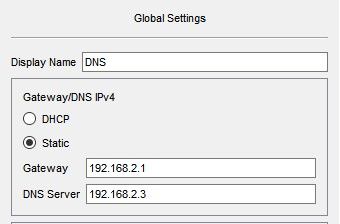 Global Settings
Display Name DNS
Gateway/DNS IPv4
DHCP
Static
Gateway 192.168.2.1
DNS Server 192.168.2.3